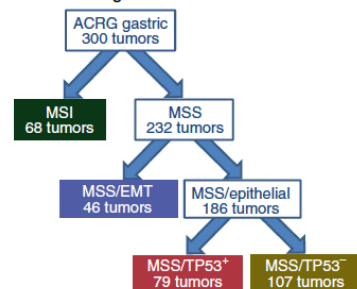 ACRG gastric
300 tumors
MSI
68 tumors
MSS
232 tumors
MSS/EMT
46 tumors
MSS/epithelial
186 tumors
MSS/TP53⁺
79 tumors
MSS/TP53⁻
107 tumors